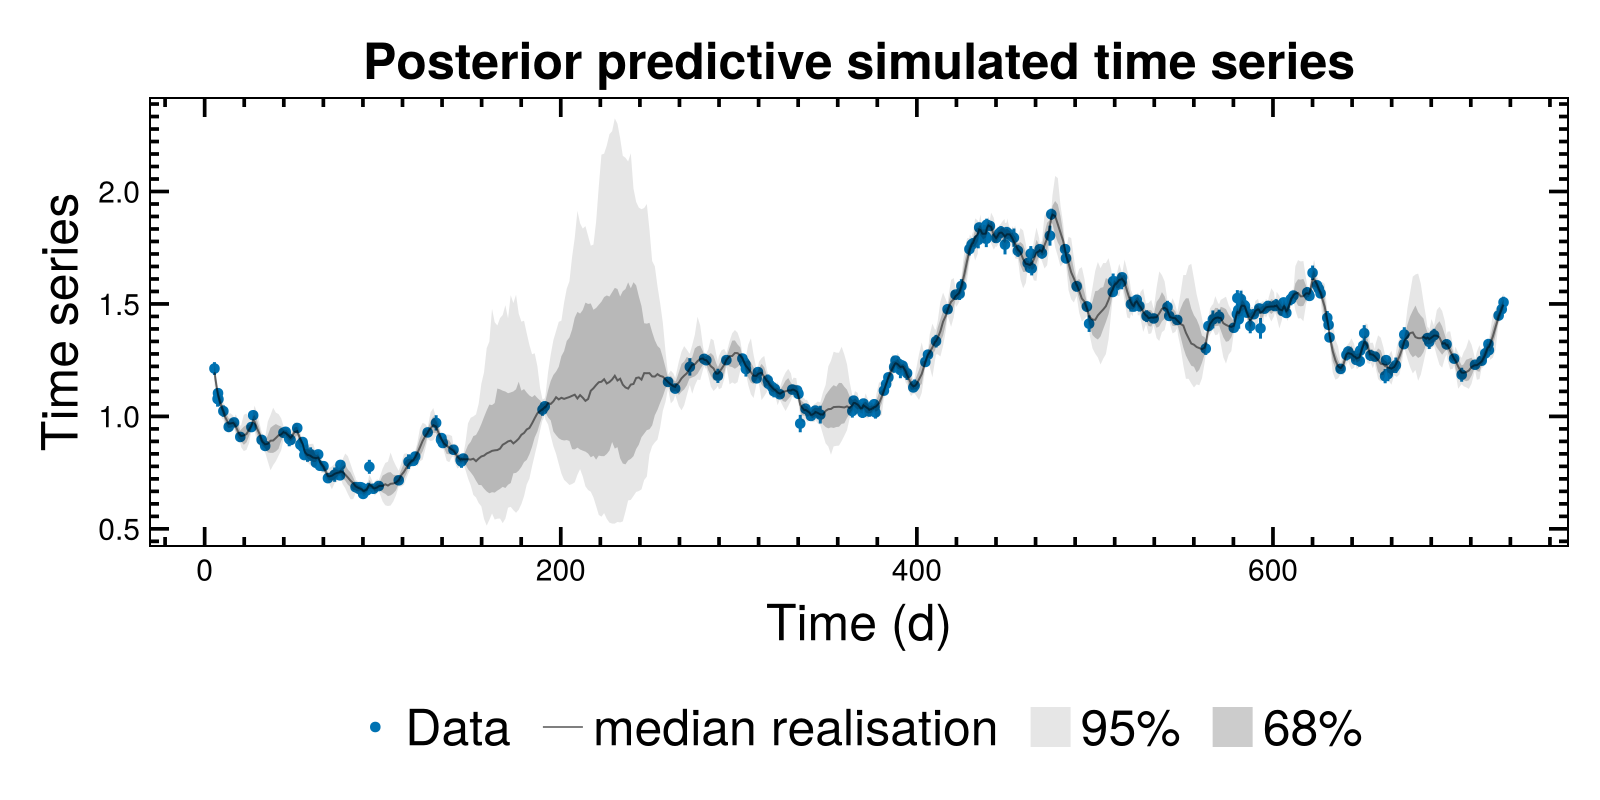 Posterior predictive simulated time series
Time series
2.0
1.5
1.0
0.5
0 200 400 600
Time (d)
Data median realisation 95% 68%